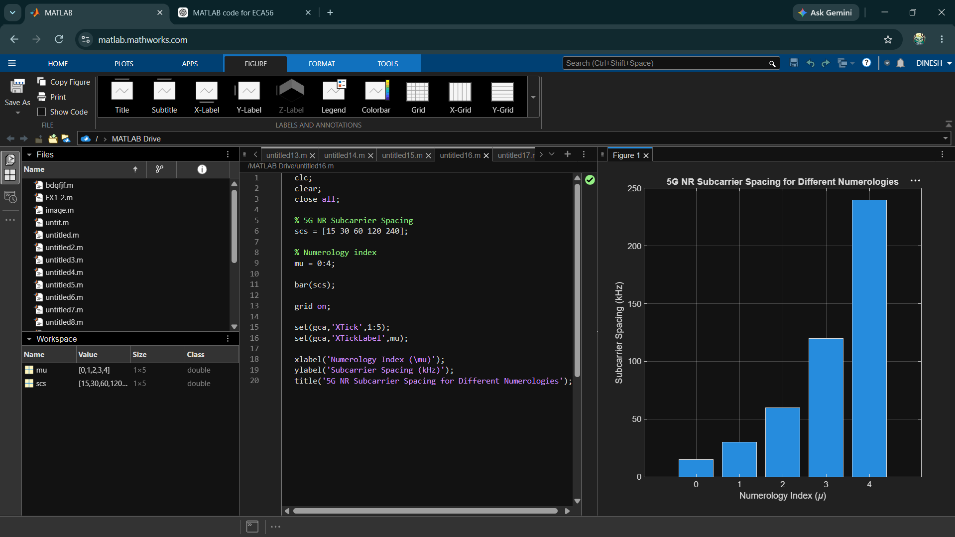 MATLAB
MATLAB code for ECA56
Ask Gemini
matlab.mathworks.com
HOME
PLOTS
APPS
FIGURE
FORMAT
TOOLS
Search (Ctrl+Shift+Space)
DINESH
Save As
Copy Figure
Print
Show Code
FILE
Title
Subtitle
X-Label
Y-Label
Z-Label
Legend
Colorbar
Grid
X-Grid
Y-Grid
LABELS AND ANNOTATIONS
/ > MATLAB Drive
Files
Name
bdgfjf.m
EX1 2.m
image.m
untit.m
untitled.m
untitled2.m
untitled3.m
untitled4.m
untitled5.m
untitled6.m
untitled7.m
untitled8.m
Workspace
Name Value Size Class
mu [0,1,2,3,4] 1×5 double
scs [15,30,60,120... 1×5 double
untitled13.m
untitled14.m
untitled15.m
untitled16.m
untitled17.
/MATLAB Drive/untitled16.m
1 clc;
2 clear;
3 close all;
4
5 % 5G NR Subcarrier Spacing
6 scs = [15 30 60 120 240];
7
8 % Numerology index
9 mu = 0:4;
10
11 bar(scs);
12
13 grid on;
14
15 set(gca,'XTick',1:5);
16 set(gca,'XTickLabel',mu);
17
18 xlabel('Numerology Index (\mu)');
19 ylabel('Subcarrier Spacing (kHz)');
20 title('5G NR Subcarrier Spacing for Different Numerologies');
Figure 1
5G NR Subcarrier Spacing for Different Numerologies
250
200
150
100
50
0
Subcarrier Spacing (kHz)
0 1 2 3 4
Numerology Index (μ)